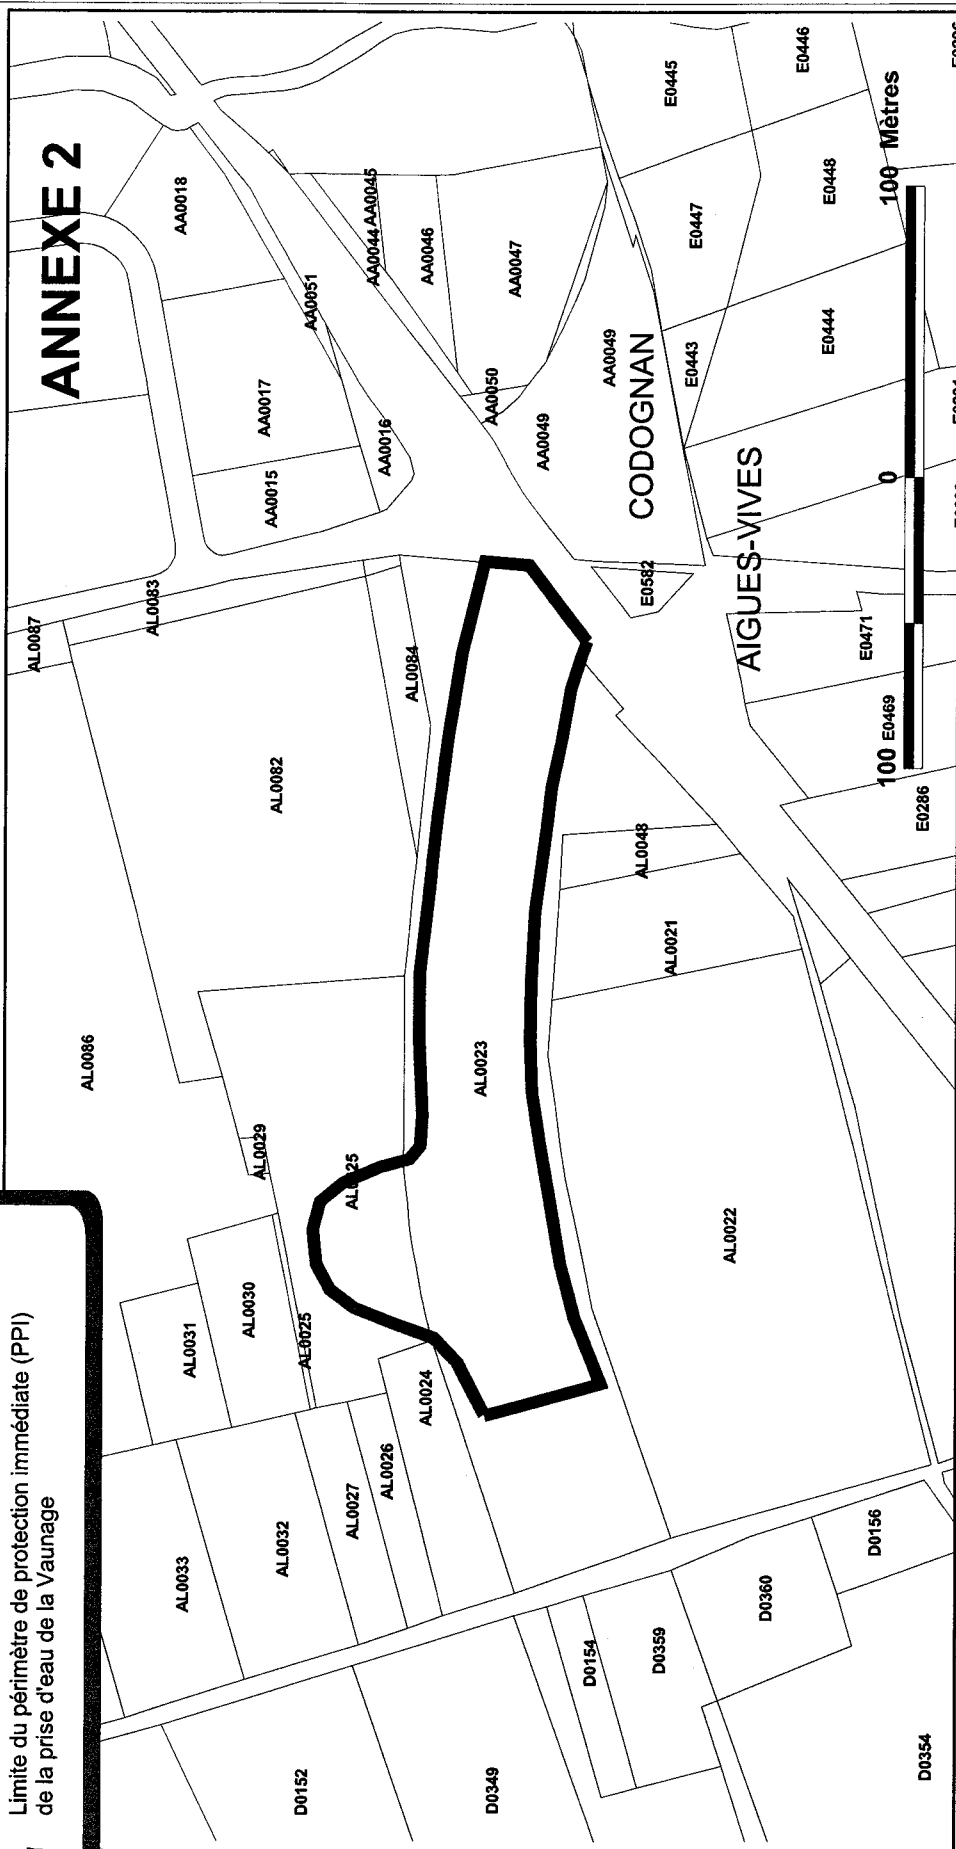 Limite du périmètre de protection immédiate (PPI)
de la prise d'eau de la Vaunage
ANNEXE 2
AL0087
AL0083
AL0086
AL0082
AL0084
AA0018
AA0017
AA0015
AA0016
AA0051
AA0044
AA0045
AA0046
AA0047
AA0050
AA0049
AA0049
CODOGNAN
AIGUES-VIVES
E0445
E0446
E0447
E0448
E0443
E0444
E0582
E0471
E0469
E0286
AL0029
AL0025
AL0031
AL0030
AL0025
AL0024
AL0026
AL0027
AL0032
AL0033
AL0023
AL0048
AL0021
AL0022
D0152
D0349
D0154
D0359
D0360
D0156
D0354
100 0 100 Mètres